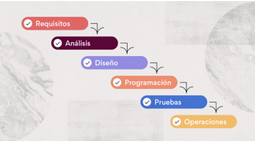 Requisitos
Análisis
Diseño
Programación
Pruebas
Operaciones